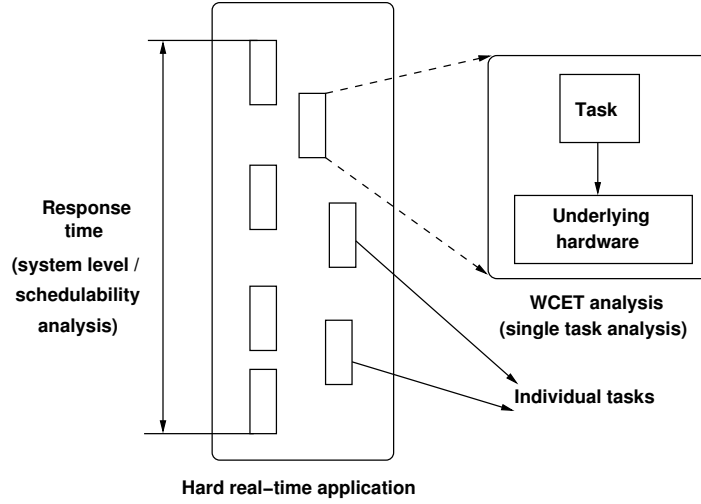 Response
time
(system level /
schedulability
analysis)
Task
Underlying
hardware
WCET analysis
(single task analysis)
Individual tasks
Hard real−time application